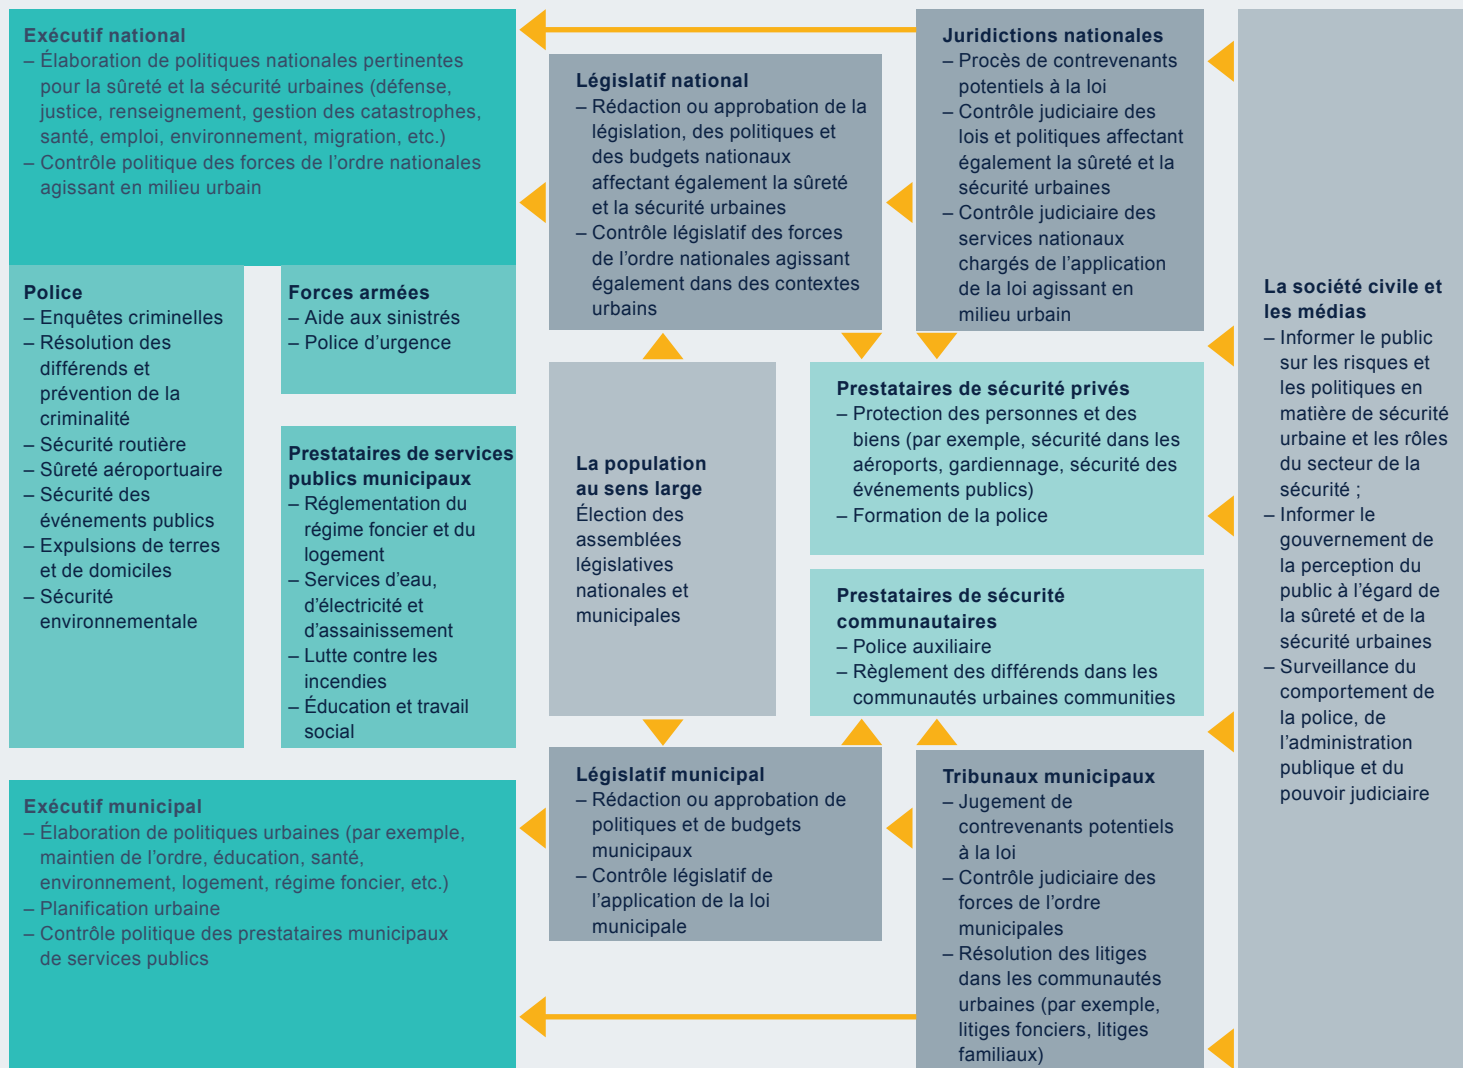 Exécutif national
– Élaboration de politiques nationales pertinentes
pour la sûreté et la sécurité urbaines (défense,
justice, renseignement, gestion des catastrophes,
santé, emploi, environnement, migration, etc.)
– Contrôle politique des forces de l’ordre nationales
agissant en milieu urbain
Police
– Enquêtes criminelles
– Résolution des
différends et
prévention de la
criminalité
– Sécurité routière
– Sûreté aéroportuaire
– Sécurité des
événements publics
– Expulsions de terres
et de domiciles
– Sécurité
environnementale
Forces armées
– Aide aux sinistrés
– Police d’urgence
Prestataires de services
publics municipaux
– Réglementation du
régime foncier et du
logement
– Services d’eau,
d’électricité et
d’assainissement
– Lutte contre les
incendies
– Éducation et travail
social
Exécutif municipal
– Élaboration de politiques urbaines (par exemple,
maintien de l’ordre, éducation, santé,
environnement, logement, régime foncier, etc.)
– Planification urbaine
– Contrôle politique des prestataires municipaux
de services publics
Législatif national
– Rédaction ou approbation de la
législation, des politiques et
des budgets nationaux
affectant également la sûreté
et la sécurité urbaines
– Contrôle législatif des forces
de l’ordre nationales agissant
également dans des contextes
urbains
La population
au sens large
Élection des
assemblées
législatives
nationales et
municipales
Législatif municipal
– Rédaction ou approbation de
politiques et de budgets
municipaux
– Contrôle législatif de
l’application de la loi
municipale
Juridictions nationales
– Procès de contrevenants
potentiels à la loi
– Contrôle judiciaire des
lois et politiques affectant
également la sûreté et la
sécurité urbaines
– Contrôle judiciaire des
services nationaux
chargés de l’application
de la loi agissant en
milieu urbain
Prestataires de sécurité privés
– Protection des personnes et des
biens (par exemple, sécurité dans les
aéroports, gardiennage, sécurité des
événements publics)
– Formation de la police
Prestataires de sécurité
communautaires
– Police auxiliaire
– Règlement des différends dans les
communautés urbaines communities
Tribunaux municipaux
– Jugement de
contrevenants potentiels
à la loi
– Contrôle judiciaire des
forces de l’ordre
municipales
– Résolution des litiges
dans les communautés
urbaines (par exemple,
litiges fonciers, litiges
familiaux)
La société civile et
les médias
– Informer le public
sur les risques et
les politiques en
matière de sécurité
urbaine et les rôles
du secteur de la
sécurité ;
– Informer le
gouvernement de
la perception du
public à l’égard de
la sûreté et de la
sécurité urbaines
– Surveillance du
comportement de
la police, de
l’administration
publique et du
pouvoir judiciaire